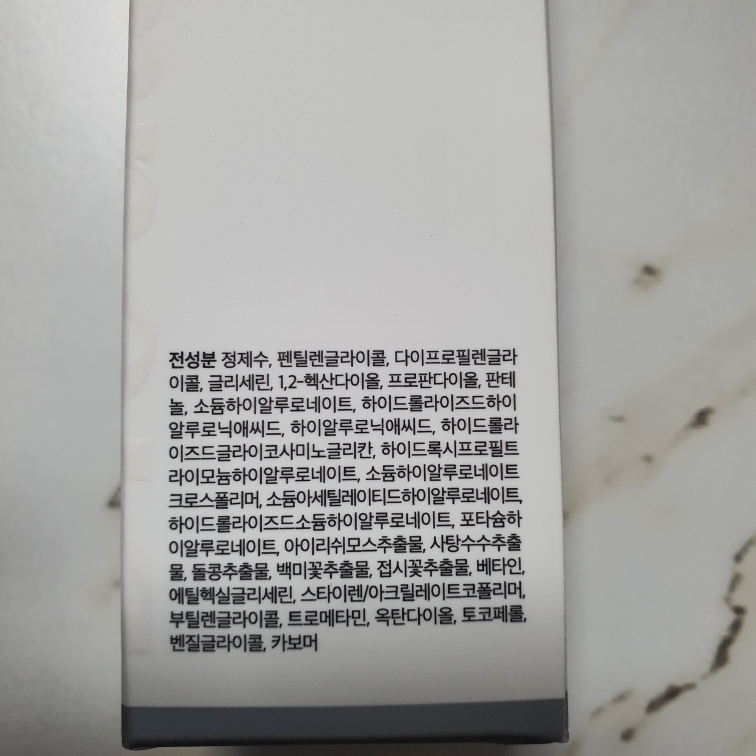 전성분 정제수, 펜틸렌글라이콜, 다이프로필렌글라
이콜, 글리세린, 1,2-헥산다이올, 프로판다이올, 판테
놀, 소듐하이알루로네이트, 하이드롤라이즈드하이
알루로닉애씨드, 하이알루로닉애씨드, 하이드롤라
이즈드글라이코사미노글리칸, 하이드록시프로필트
라이모늄하이알루로네이트, 소듐하이알루로네이트
크로스폴리머, 소듐아세틸레이티드하이알루로네이트,
하이드롤라이즈드소듐하이알루로네이트, 포타슘하
이알루로네이트, 아이리쉬모스추출물, 사탕수수추출
물, 돌콩추출물, 백미꽃추출물, 접시꽃추출물, 베타인,
에틸헥실글리세린, 스타이렌/아크릴레이트코폴리머,
부틸렌글라이콜, 트로메타민, 옥탄다이올, 토코페롤,
벤질글라이콜, 카보머